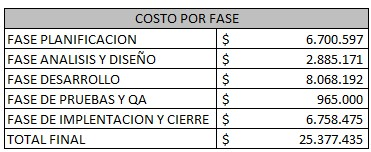 COSTO POR FASE
FASE PLANIFICACION $ 6.700.597
FASE ANALISIS Y DISEÑO $ 2.885.171
FASE DESARROLLO $ 8.068.192
FASE DE PRUEBAS Y QA $ 965.000
FASE DE IMPLENTACION Y CIERRE $ 6.758.475
TOTAL FINAL $ 25.377.435